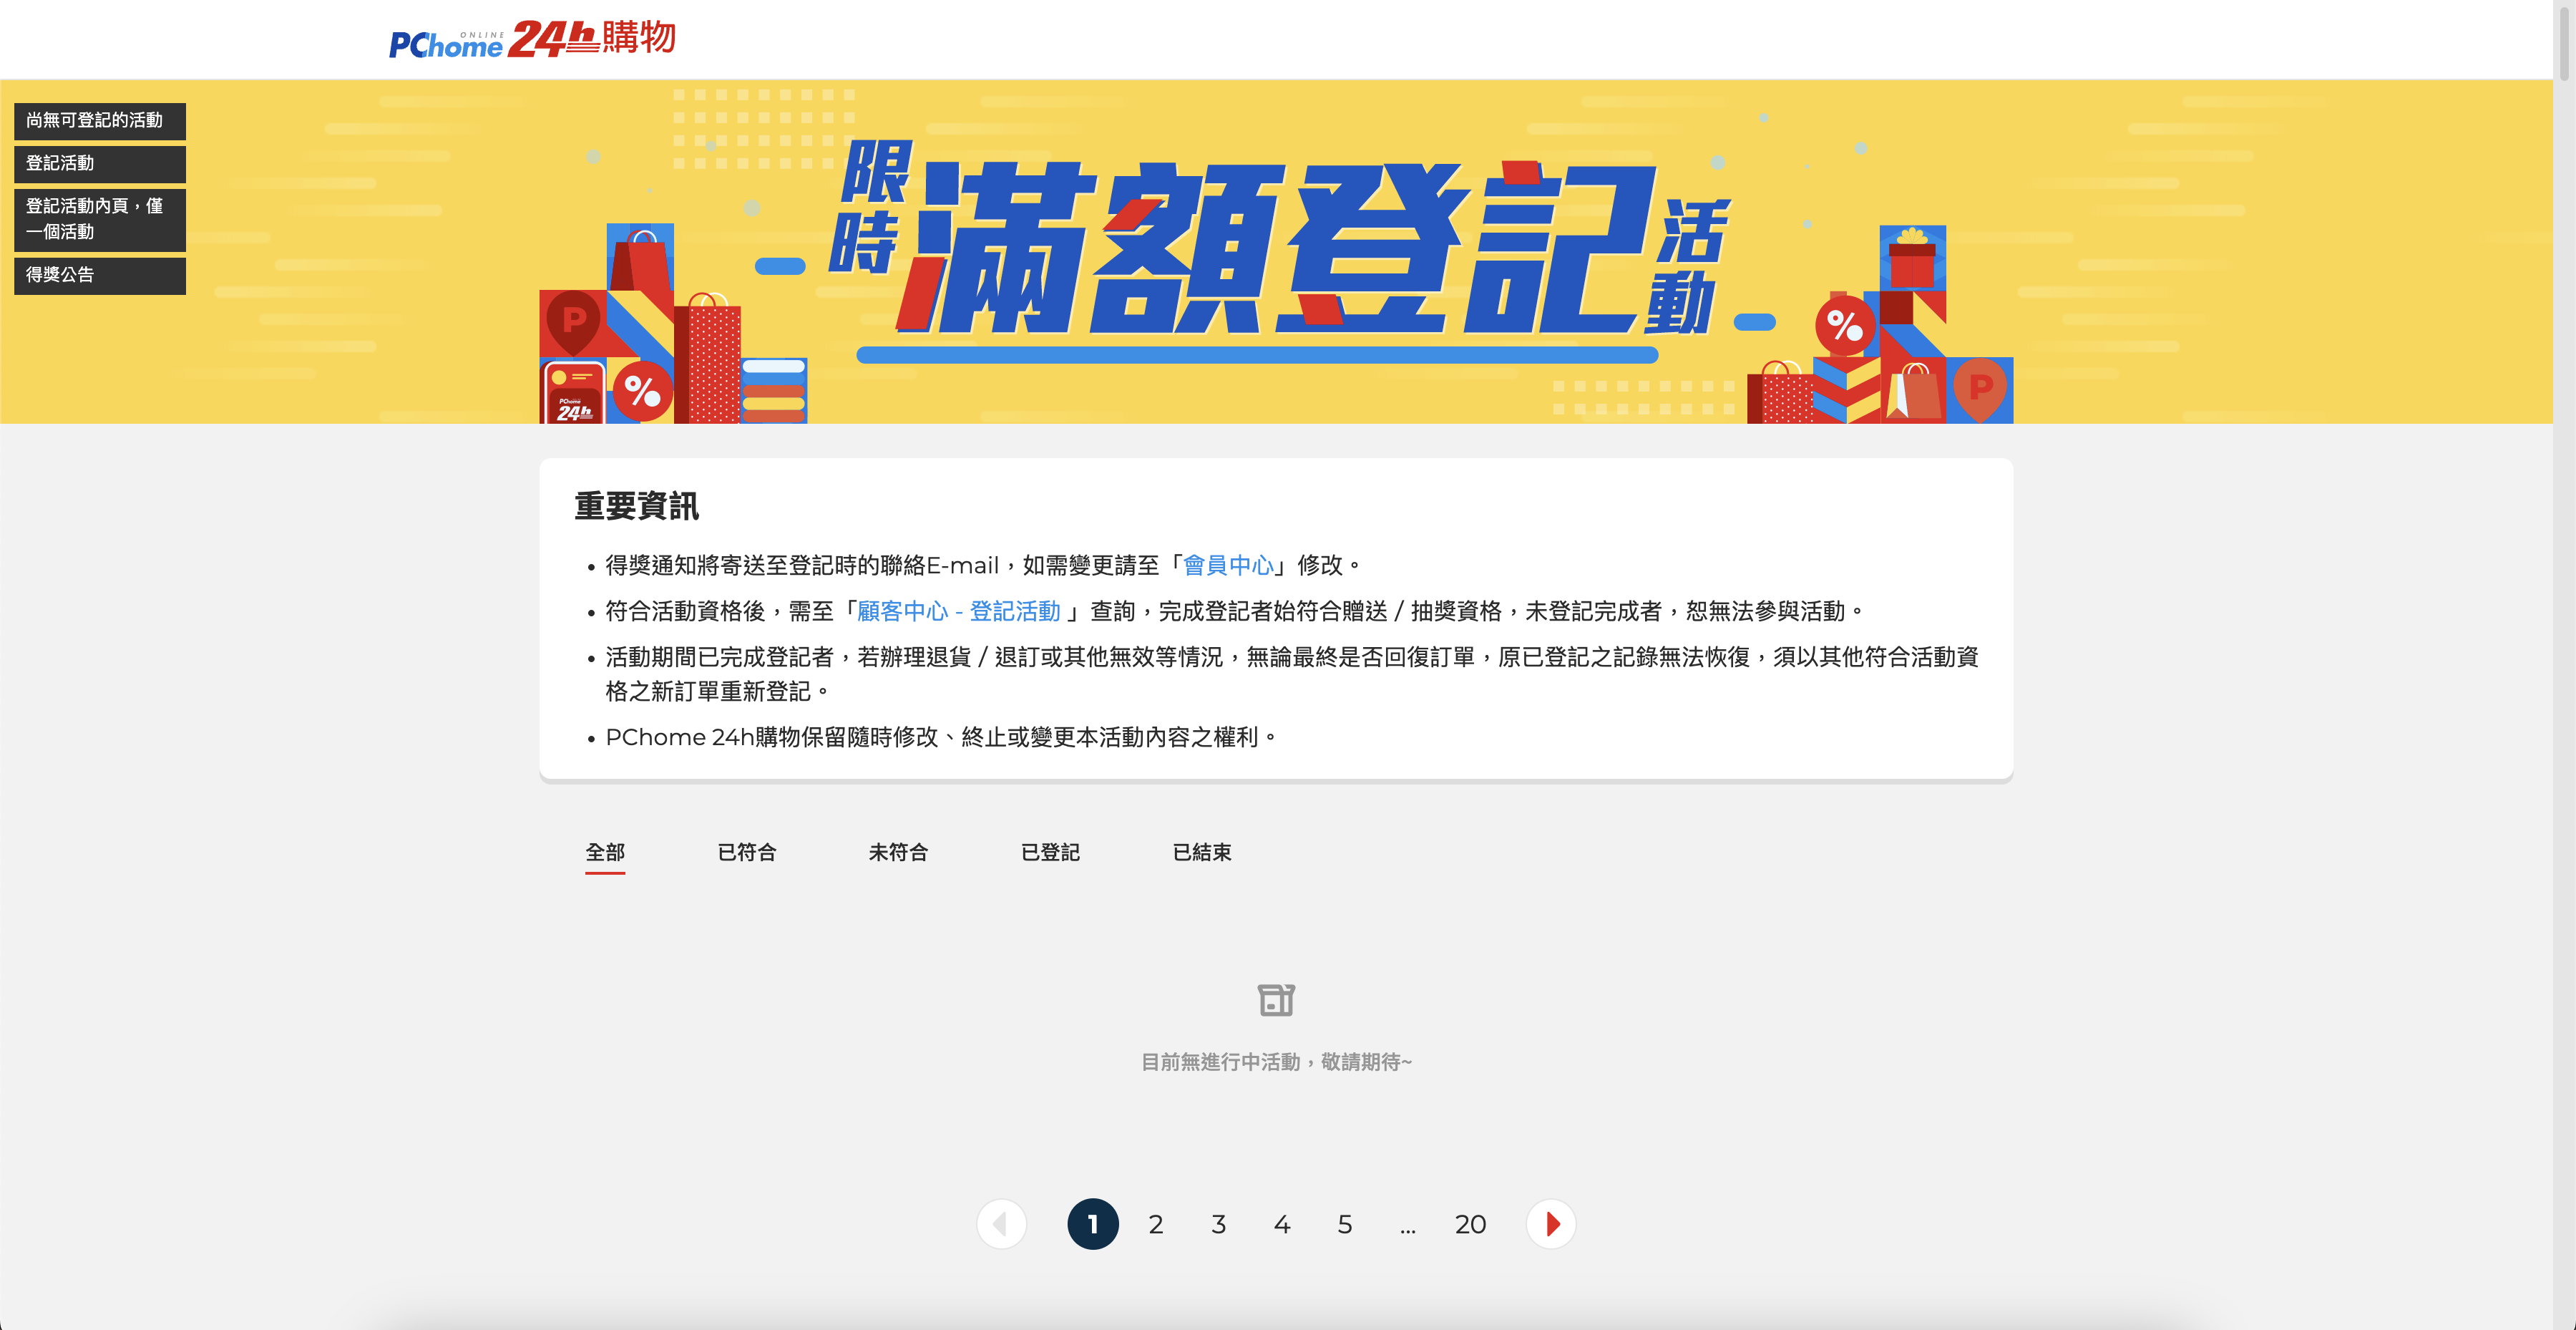 PChome ONLINE 24h購物
尚無可登記的活動
登記活動
登記活動內頁，僅
一個活動
得獎公告
限時 滿額登記 活動
P
%
PChome
24h
%
P
重要資訊
得獎通知將寄送至登記時的聯絡E-mail，如需變更請至「會員中心」修改。
符合活動資格後，需至「顧客中心 - 登記活動 」查詢，完成登記者始符合贈送 / 抽獎資格，未登記完成者，恕無法參與活動。
活動期間已完成登記者，若辦理退貨 / 退訂或其他無效等情況，無論最終是否回復訂單，原已登記之記錄無法恢復，須以其他符合活動資
格之新訂單重新登記。
PChome 24h購物保留隨時修改、終止或變更本活動內容之權利。
全部 已符合 未符合 已登記 已結束
目前無進行中活動，敬請期待~
1 2 3 4 5 ... 20